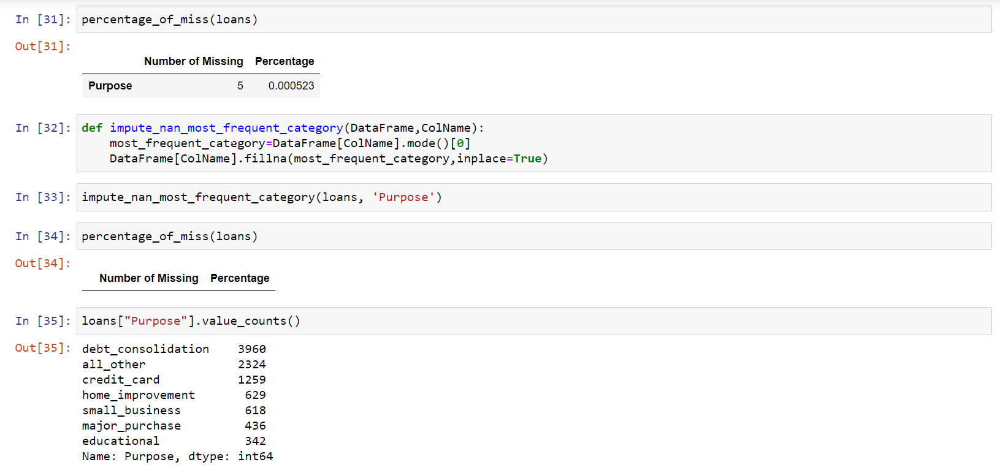 In [31]: percentage_of_miss(loans)
Out[31]:
Number of Missing Percentage
Purpose 5 0.000523
In [32]: def impute_nan_most_frequent_category(DataFrame,ColName):
    most_frequent_category=DataFrame[ColName].mode()[0]
    DataFrame[ColName].fillna(most_frequent_category,inplace=True)
In [33]: impute_nan_most_frequent_category(loans, 'Purpose')
In [34]: percentage_of_miss(loans)
Out[34]:
Number of Missing Percentage
In [35]: loans["Purpose"].value_counts()
Out[35]: debt_consolidation    3960
all_other             2324
credit_card           1259
home_improvement       629
small_business         618
major_purchase         436
educational            342
Name: Purpose, dtype: int64